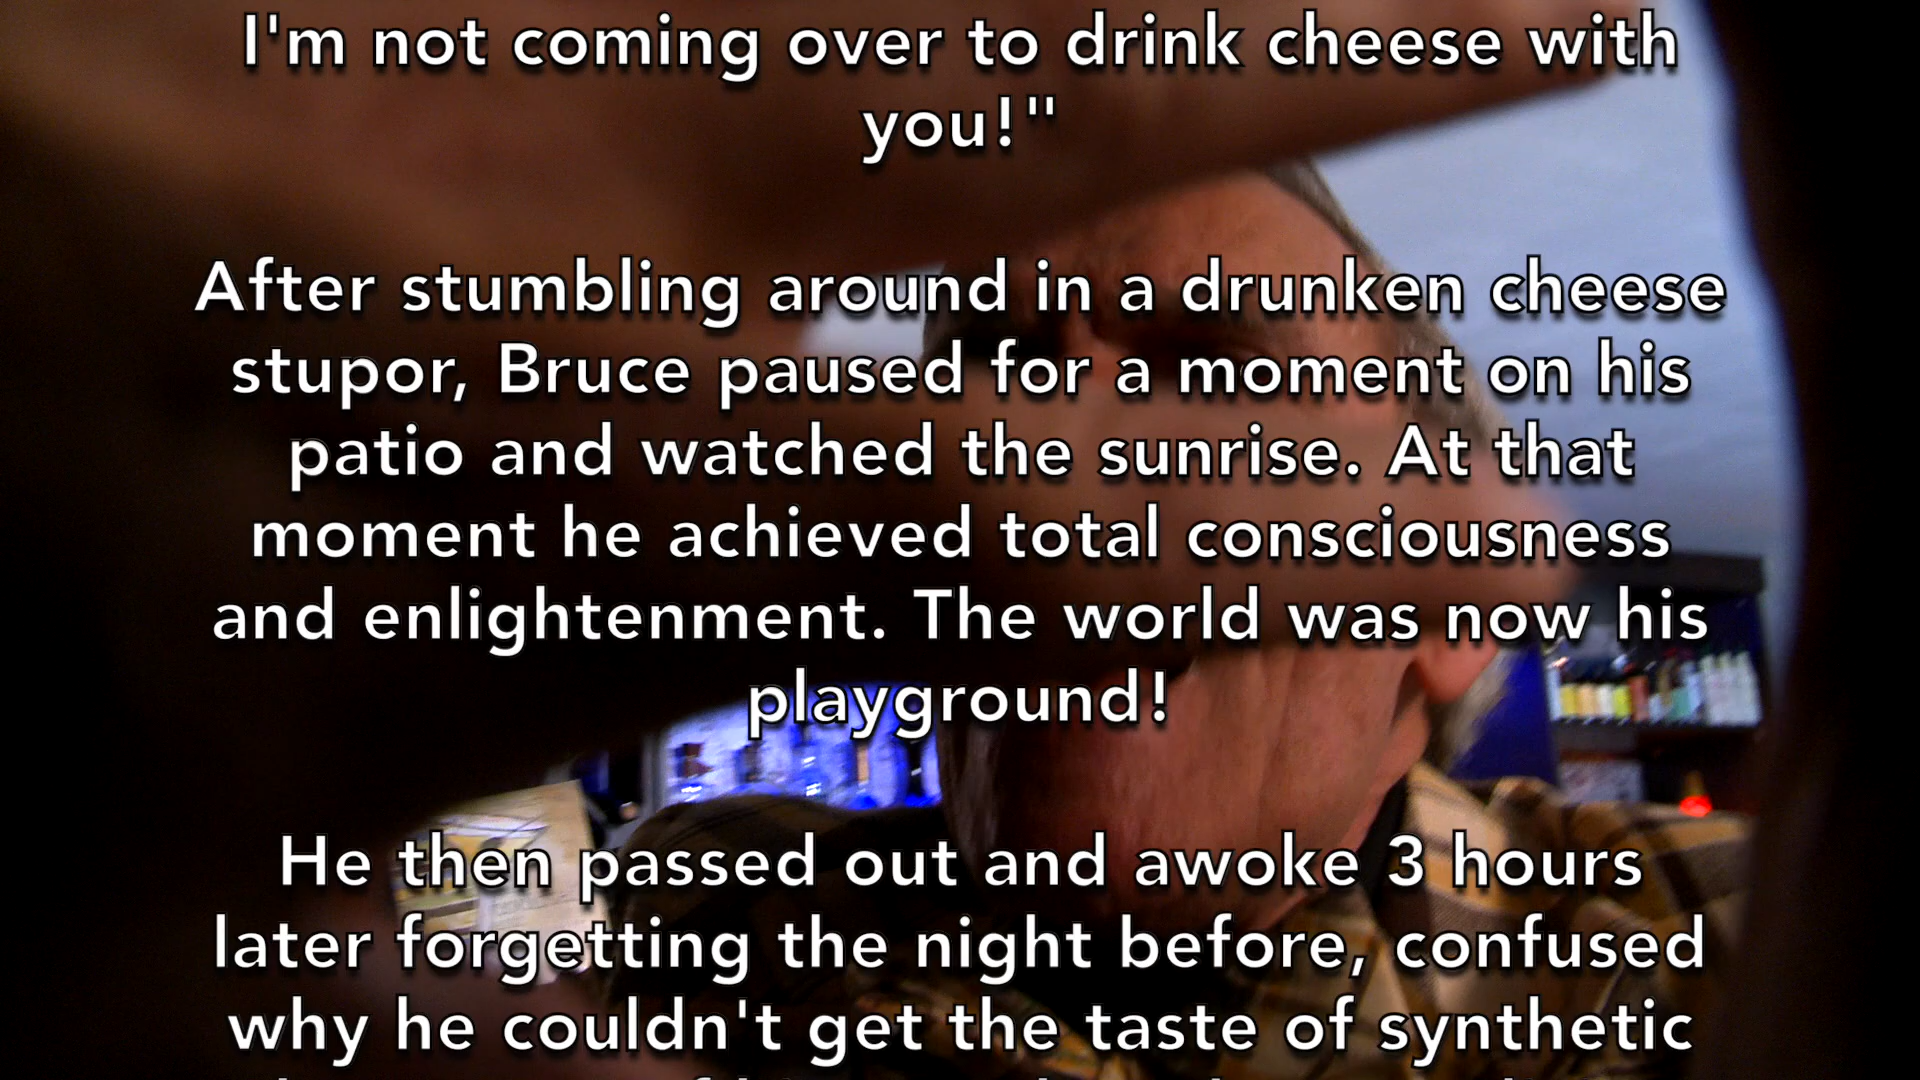 I'm not coming over to drink cheese with
you!"
After stumbling around in a drunken cheese
stupor, Bruce paused for a moment on his
patio and watched the sunrise. At that
moment he achieved total consciousness
and enlightenment. The world was now his
playground!
He then passed out and awoke 3 hours
later forgetting the night before, confused
why he couldn't get the taste of synthetic